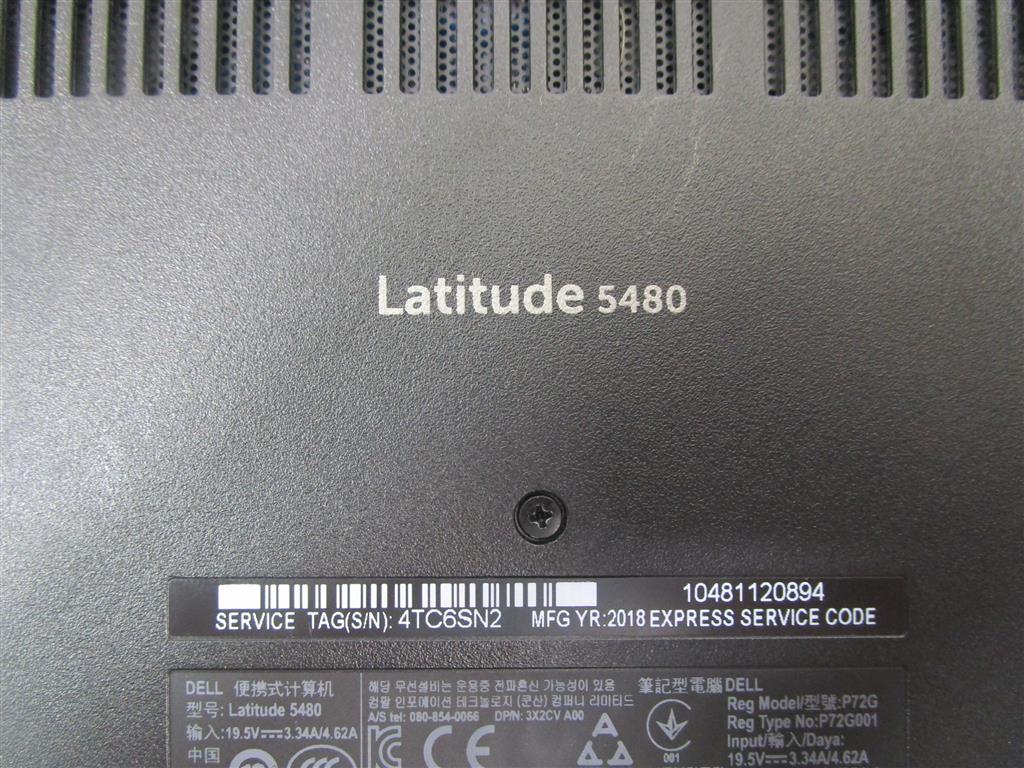 Latitude 5480
10481120894
SERVICE TAG(S/N): 4TC6SN2 MFG YR:2018 EXPRESS SERVICE CODE
DELL 便携式计算机
型号: Latitude 5480
输入:19.5V⎓3.34A/4.62A
中国
해당 무선설비는 운용중 전파혼신 가능성이 있음
컴팔 인포메이션 테크놀로지 (쿤산) 컴퍼니 리미티드
A/S tel: 080-854-0066 DP/N: 3X2CV A00
001
筆記型電腦 DELL
Reg Model/型號:P72G
Reg Type No:P72G001
Input/輸入/Daya:
19.5V⎓3.34A/4.62A